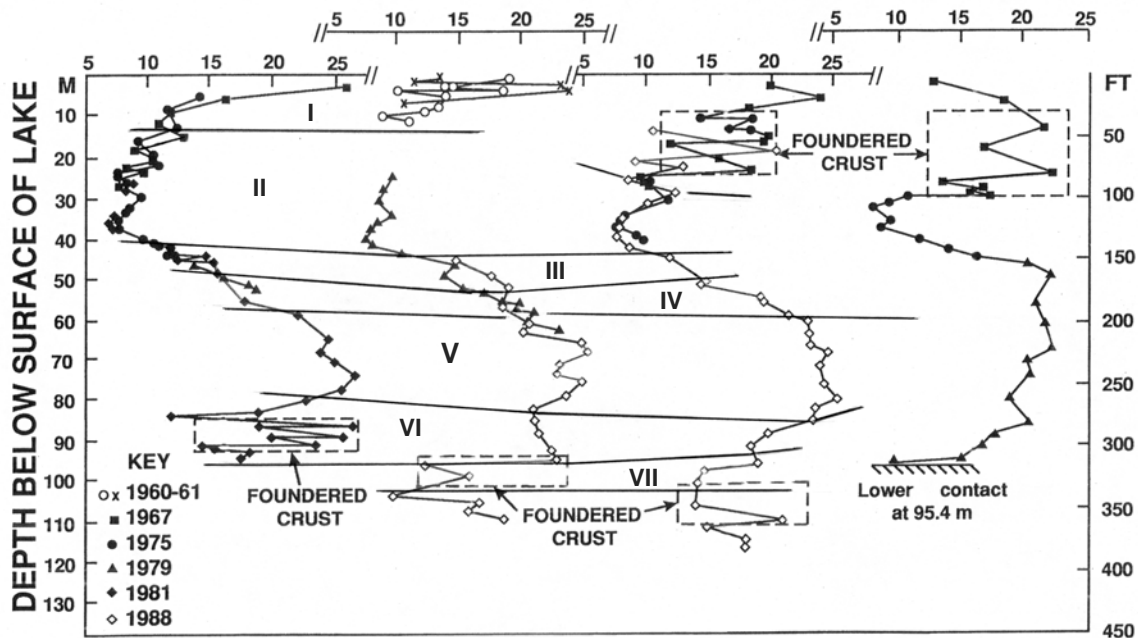 5 10 15 20 25
5 10 15 20 25
5 10 15 20 25
5 10 15 20 25
M
FT
DEPTH BELOW SURFACE OF LAKE
10
20
30
40
50
60
70
80
90
100
110
120
130
50
100
150
200
250
300
350
400
450
I
II
III
IV
V
VI
VII
FOUNDERED
CRUST
FOUNDERED
CRUST
FOUNDERED
CRUST
Lower contact
at 95.4 m
KEY
1960-61
1967
1975
1979
1981
1988